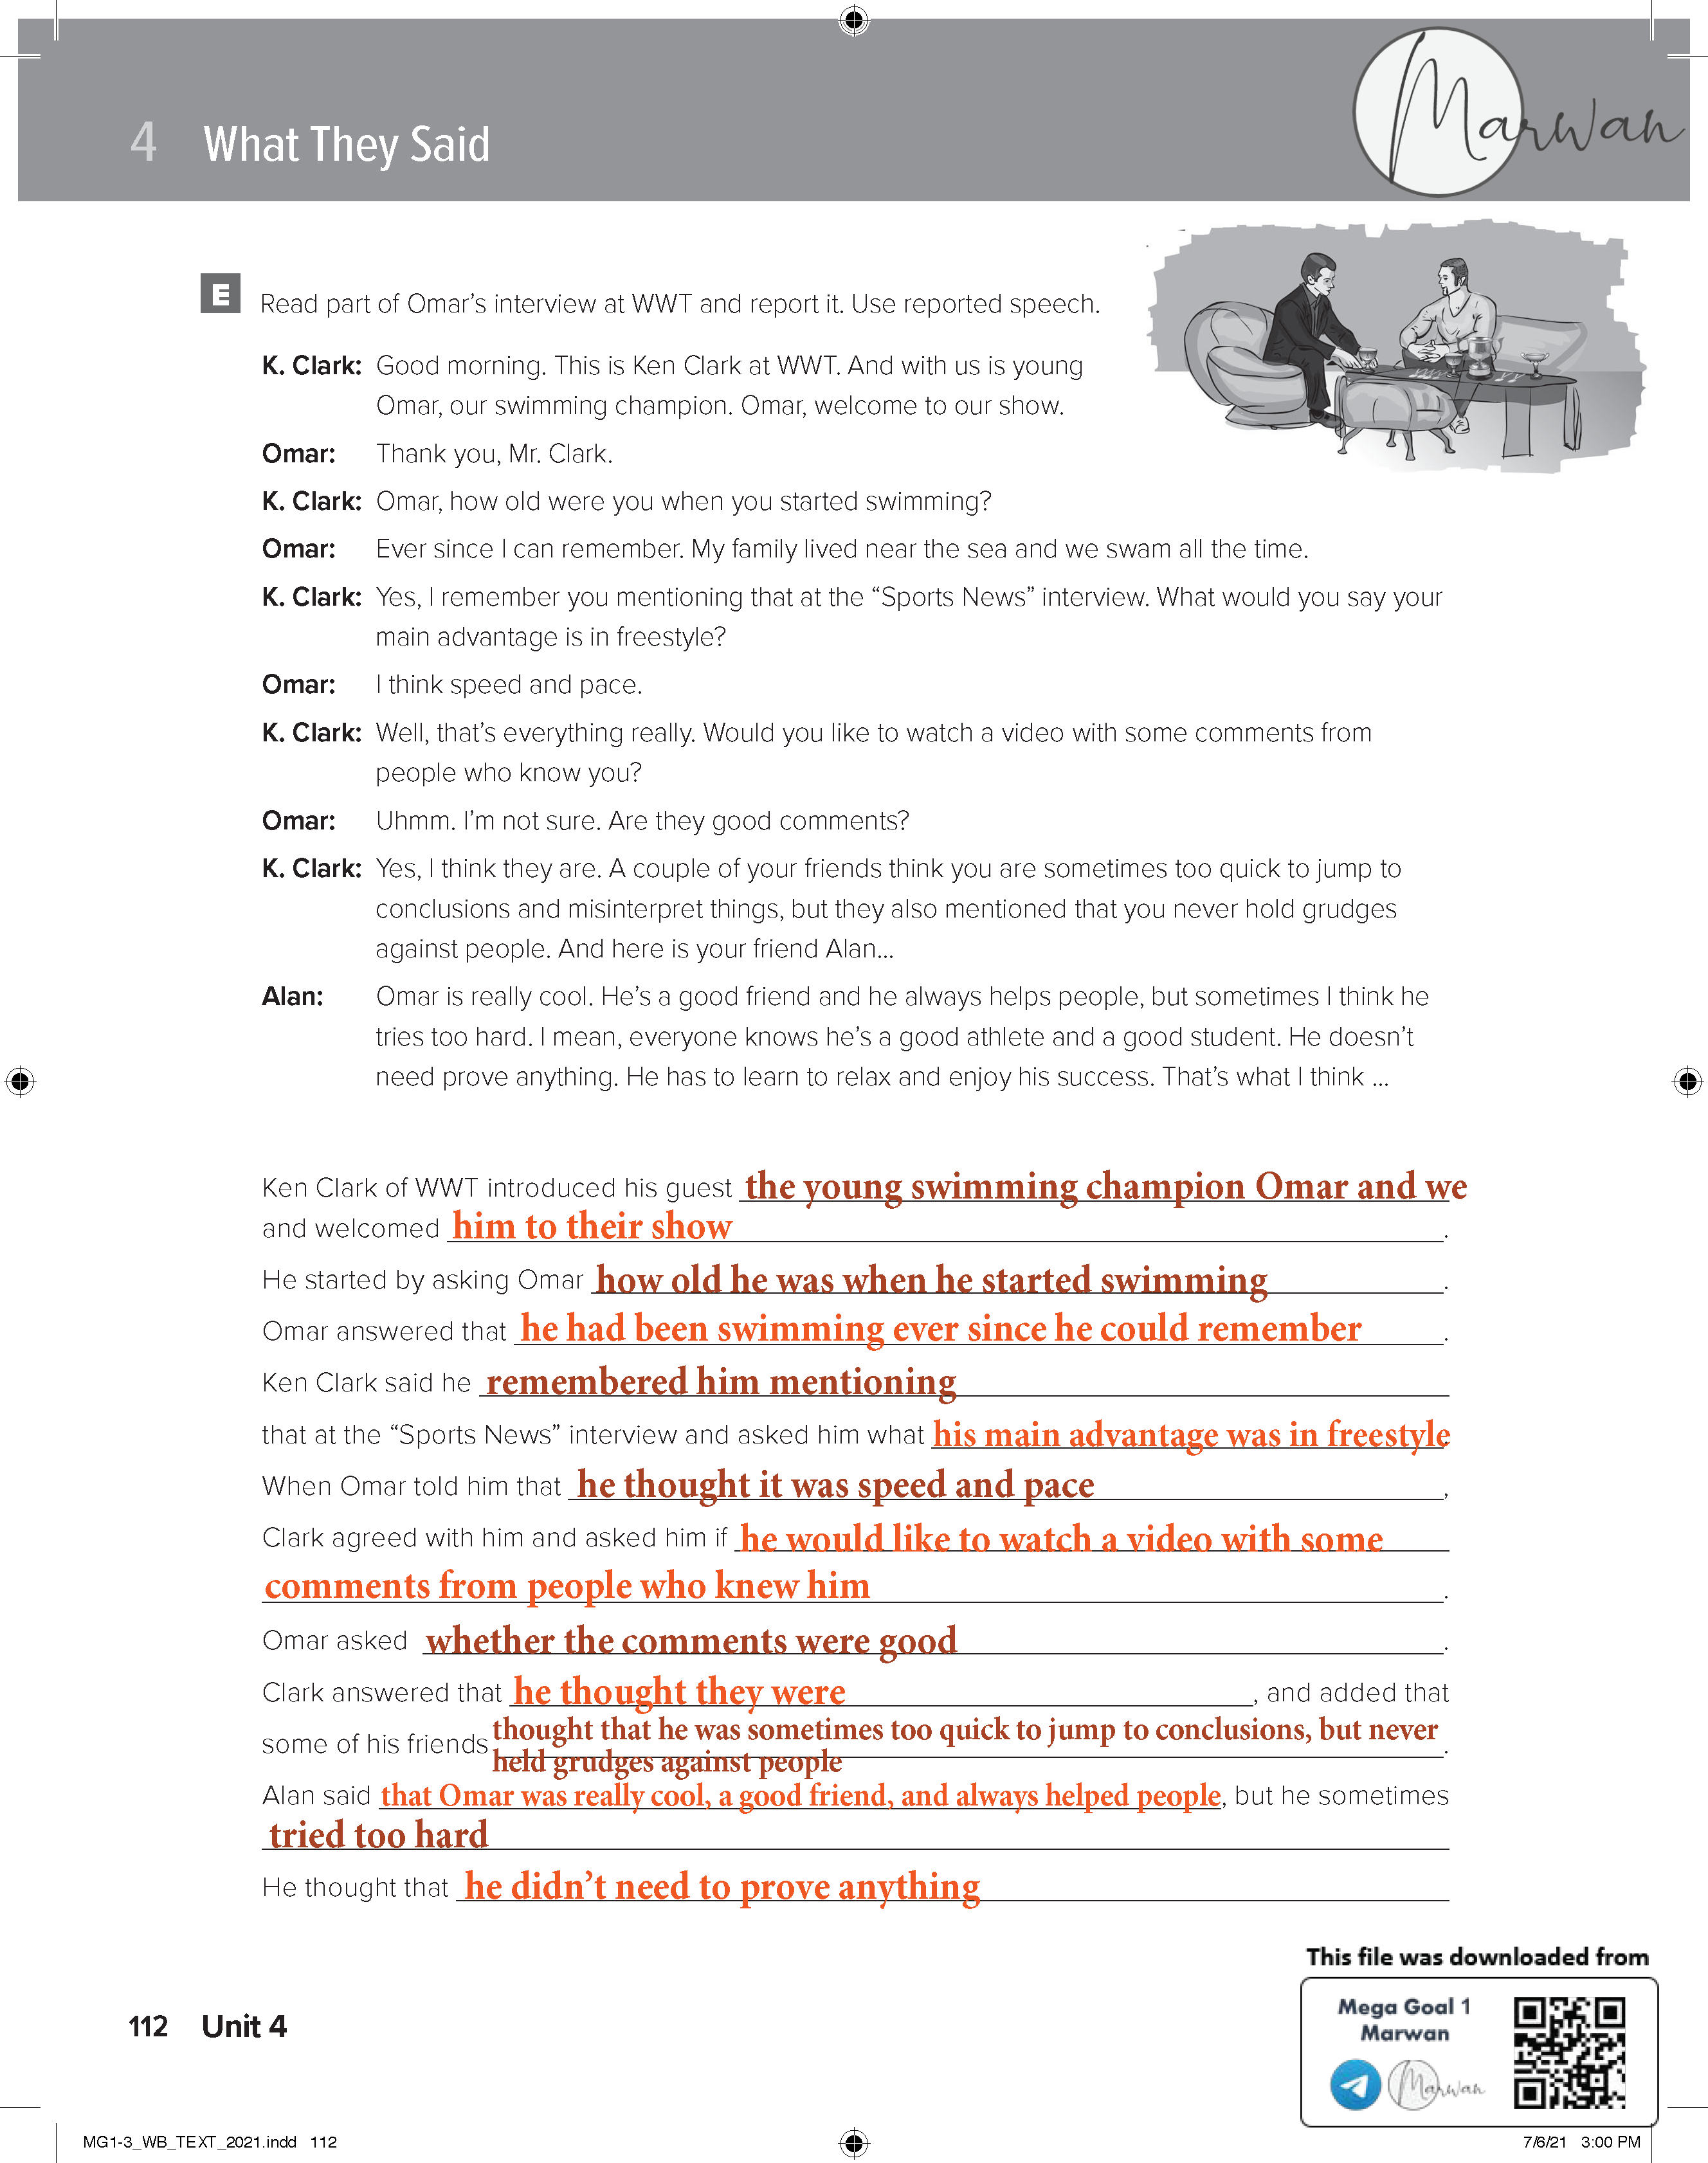 4 What They Said
Marwan
E Read part of Omar's interview at WWT and report it. Use reported speech.
K. Clark: Good morning. This is Ken Clark at WWT. And with us is young
Omar, our swimming champion. Omar, welcome to our show.
Omar: Thank you, Mr. Clark.
K. Clark: Omar, how old were you when you started swimming?
Omar: Ever since I can remember. My family lived near the sea and we swam all the time.
K. Clark: Yes, I remember you mentioning that at the “Sports News” interview. What would you say your
main advantage is in freestyle?
Omar: I think speed and pace.
K. Clark: Well, that's everything really. Would you like to watch a video with some comments from
people who know you?
Omar: Uhmm. I'm not sure. Are they good comments?
K. Clark: Yes, I think they are. A couple of your friends think you are sometimes too quick to jump to
conclusions and misinterpret things, but they also mentioned that you never hold grudges
against people. And here is your friend Alan...
Alan: Omar is really cool. He's a good friend and he always helps people, but sometimes I think he
tries too hard. I mean, everyone knows he's a good athlete and a good student. He doesn't
need prove anything. He has to learn to relax and enjoy his success. That's what I think ...
Ken Clark of WWT introduced his guest the young swimming champion Omar and we
and welcomed him to their show.
He started by asking Omar how old he was when he started swimming.
Omar answered that he had been swimming ever since he could remember.
Ken Clark said he remembered him mentioning
that at the “Sports News” interview and asked him what his main advantage was in freestyle.
When Omar told him that he thought it was speed and pace,
Clark agreed with him and asked him if he would like to watch a video with some
comments from people who knew him.
Omar asked whether the comments were good.
Clark answered that he thought they were, and added that
some of his friends thought that he was sometimes too quick to jump to conclusions, but never
held grudges against people.
Alan said that Omar was really cool, a good friend, and always helped people, but he sometimes
tried too hard
He thought that he didn't need to prove anything
This file was downloaded from
Mega Goal 1
Marwan
Marwan
112 Unit 4
MG1-3_WB_TEXT_2021.indd 112
7/6/21 3:00 PM